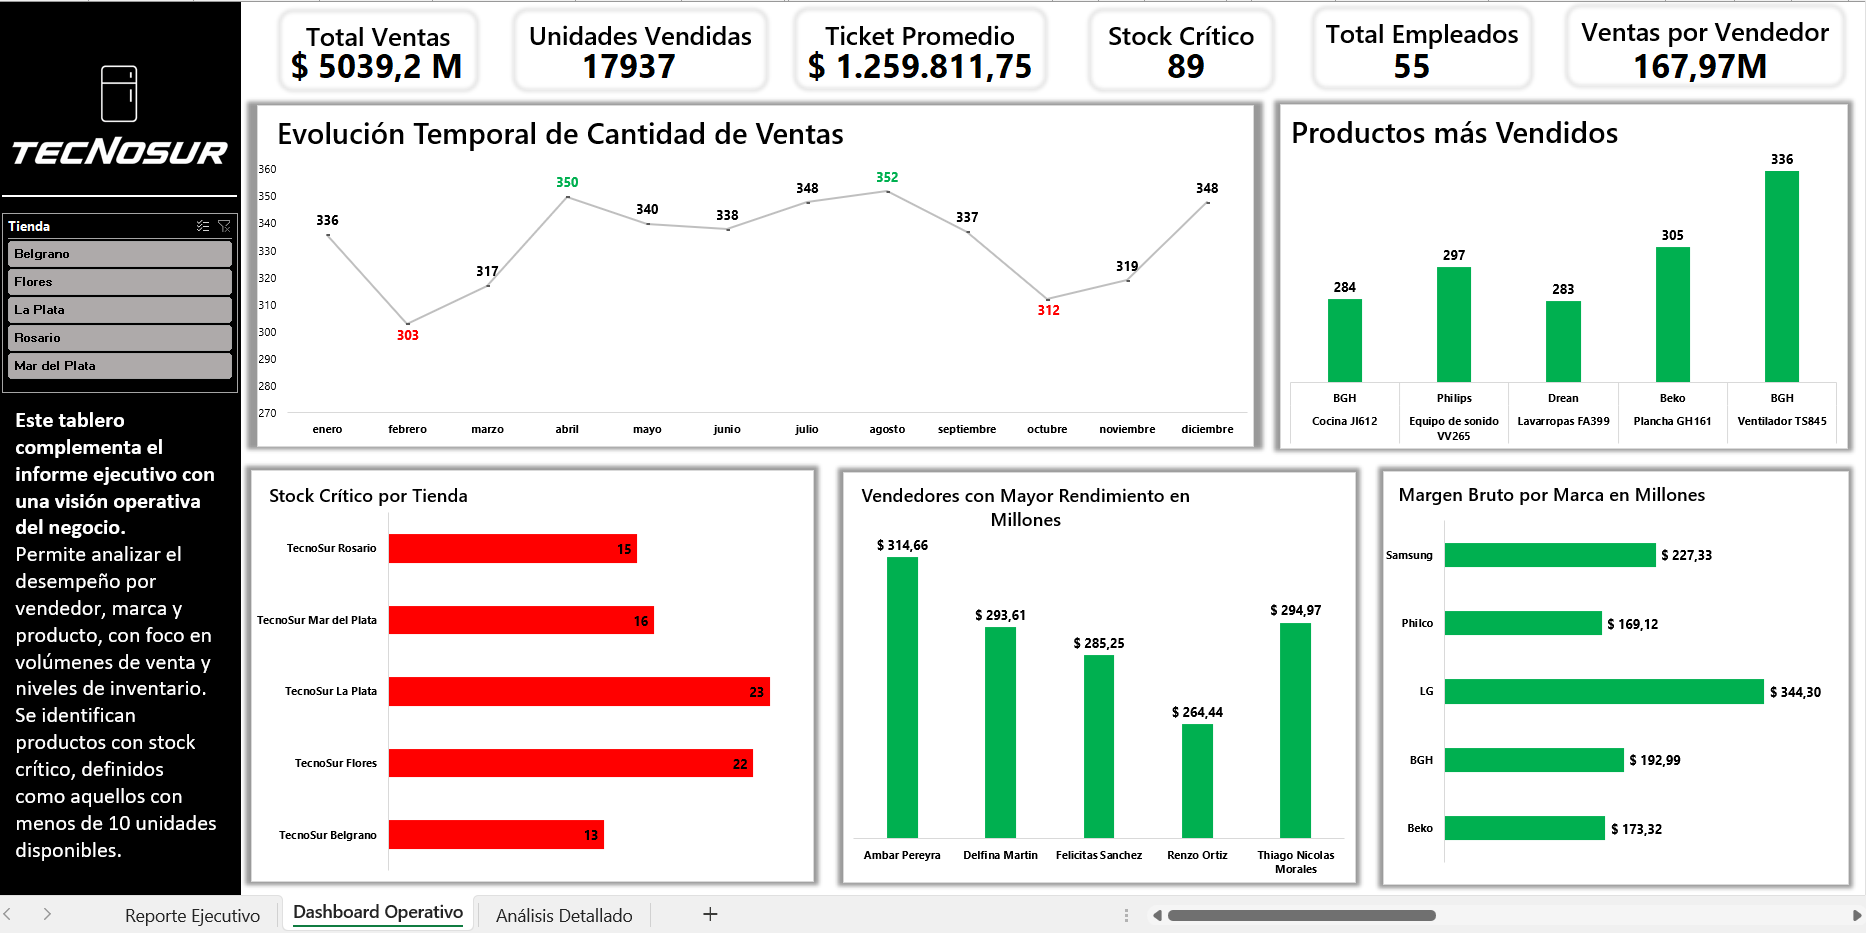 TECNOSUR
Tienda
Belgrano
Flores
La Plata
Rosario
Mar del Plata
Este tablero
complementa el
informe ejecutivo con
una visión operativa
del negocio.
Permite analizar el
desempeño por
vendedor, marca y
producto, con foco en
volúmenes de venta y
niveles de inventario.
Se identifican
productos con stock
crítico, definidos
como aquellos con
menos de 10 unidades
disponibles.
Total Ventas
$ 5039,2 M
Unidades Vendidas
17937
Ticket Promedio
$ 1.259.811,75
Stock Crítico
89
Total Empleados
55
Ventas por Vendedor
167,97M
Evolución Temporal de Cantidad de Ventas
360
350
340
330
320
310
300
290
280
270
336
303
317
350
340
338
348
352
337
312
319
348
enero
febrero
marzo
abril
mayo
junio
julio
agosto
septiembre
octubre
noviembre
diciembre
Productos más Vendidos
284
297
283
305
336
BGH
Philips
Drean
Beko
BGH
Cocina JI612
Equipo de sonido
VV265
Lavarropas FA399
Plancha GH161
Ventilador TS845
Stock Crítico por Tienda
TecnoSur Rosario
15
TecnoSur Mar del Plata
16
TecnoSur La Plata
23
TecnoSur Flores
22
TecnoSur Belgrano
13
Vendedores con Mayor Rendimiento en
Millones
$ 314,66
$ 293,61
$ 285,25
$ 264,44
$ 294,97
Ambar Pereyra
Delfina Martin
Felicitas Sanchez
Renzo Ortiz
Thiago Nicolas
Morales
Margen Bruto por Marca en Millones
Samsung
$ 227,33
Philco
$ 169,12
LG
$ 344,30
BGH
$ 192,99
Beko
$ 173,32
Reporte Ejecutivo
Dashboard Operativo
Análisis Detallado